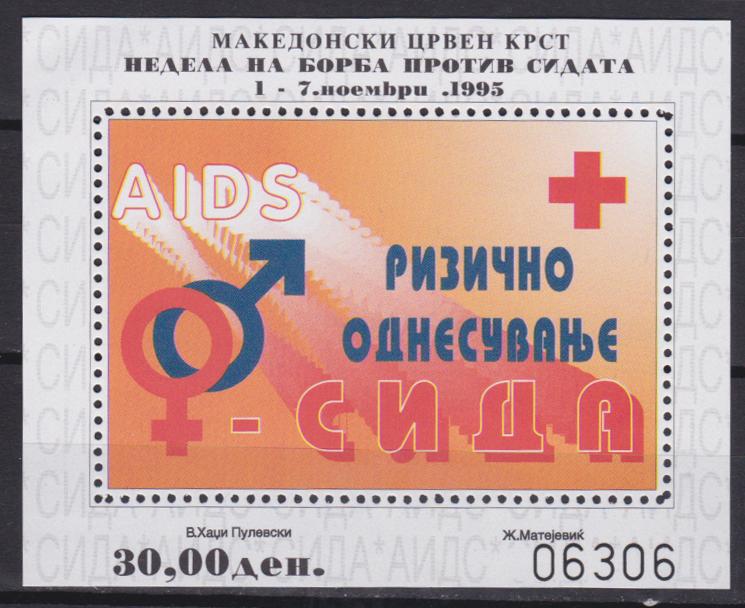 МАКЕДОНСКИ ЦРВЕН КРСТ
НЕДЕЛА НА БОРБА ПРОТИВ СИДАТА
1 - 7.ноември .1995
AIDS
РИЗИЧНО
ОДНЕСУВАЊЕ
-СИДА
В.Хаџи Пулевски
Ж.Матејевиќ
30,00ден.
06306